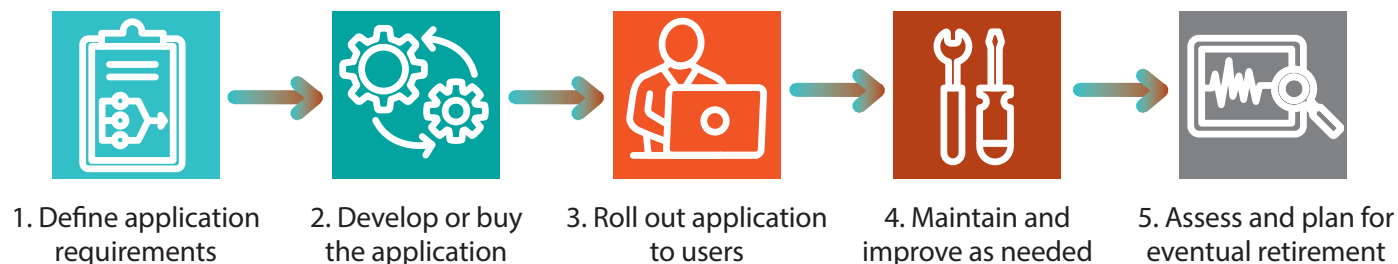 1. Define application
requirements
2. Develop or buy
the application
3. Roll out application
to users
4. Maintain and
improve as needed
5. Assess and plan for
eventual retirement